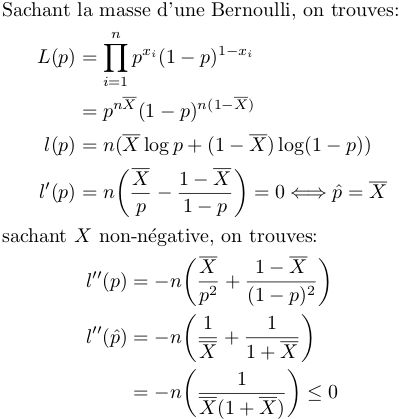 Sachant la masse d'une Bernoulli, on trouves:
L(p) = ∏_{i=1}^{n} p^{x_i}(1 − p)^{1−x_i}
= p^{nX̅}(1 − p)^{n(1−X̅)}
l(p) = n(X̅ log p + (1 − X̅) log(1 − p))
l′(p) = n(X̅/p − (1 − X̅)/(1 − p)) = 0 ⟺ p̂ = X̅
sachant X non-négative, on trouves:
l′′(p) = −n(X̅/p² + (1 − X̅)/(1 − p)²)
l′′(p̂) = −n(1/X̅ + 1/(1 + X̅))
= −n(1/(X̅(1 + X̅))) ≤ 0